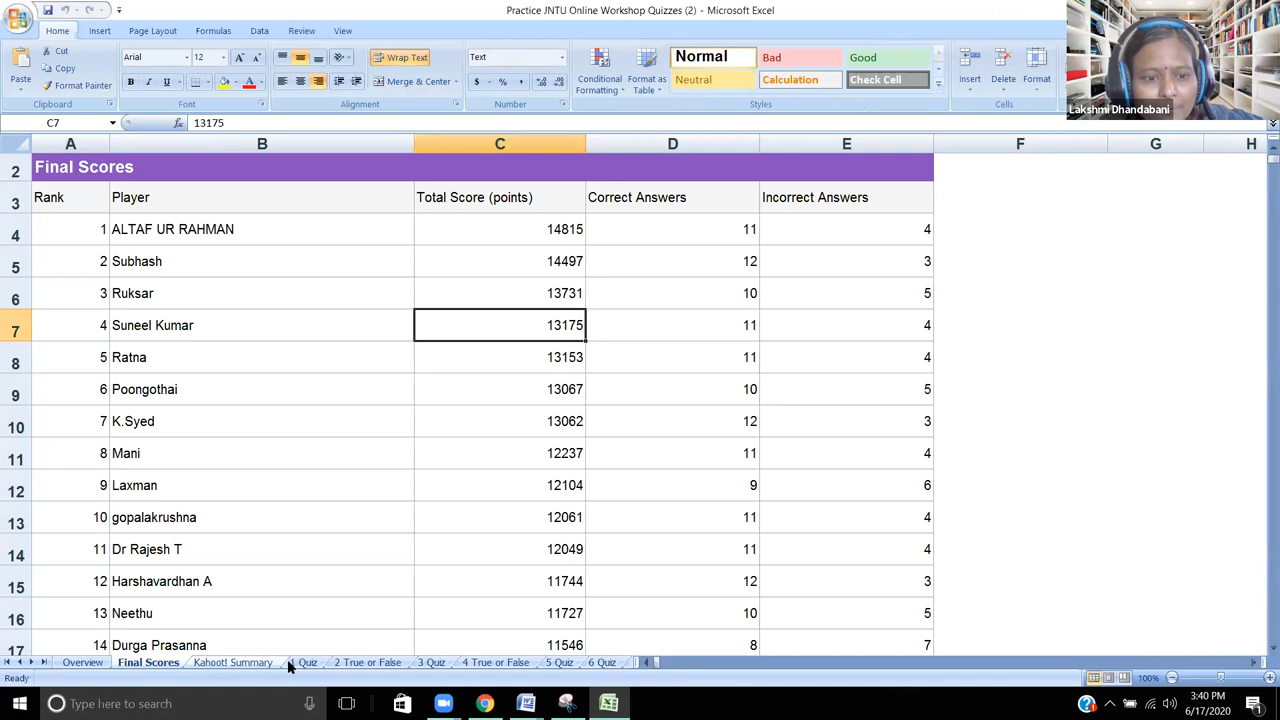 Practice JNTU Online Workshop Quizzes (2) - Microsoft Excel
Home Insert Page Layout Formulas Data Review View
Cut
Copy
Format Painter
Paste
Clipboard
Arial 12
B I U
Font
Wrap Text
Merge & Center
Alignment
Text
$ % ,
Number
Conditional Formatting
Format as Table
Normal Bad Good
Neutral Calculation Check Cell
Styles
Insert Delete Format
Cells
Lakshmi Dhandabani
C7 fx 13175
A B C D E F G H
2 Final Scores
3 Rank Player Total Score (points) Correct Answers Incorrect Answers
4 1 ALTAF UR RAHMAN 14815 11 4
5 2 Subhash 14497 12 3
6 3 Ruksar 13731 10 5
7 4 Suneel Kumar 13175 11 4
8 5 Ratna 13153 11 4
9 6 Poongothai 13067 10 5
10 7 K.Syed 13062 12 3
11 8 Mani 12237 11 4
12 9 Laxman 12104 9 6
13 10 gopalakrushna 12061 11 4
14 11 Dr Rajesh T 12049 11 4
15 12 Harshavardhan A 11744 12 3
16 13 Neethu 11727 10 5
17 14 Durga Prasanna 11546 8 7
Overview Final Scores Kahoot! Summary 1 Quiz 2 True or False 3 Quiz 4 True or False 5 Quiz 6 Quiz
Ready 100%
Type here to search
3:40 PM
6/17/2020